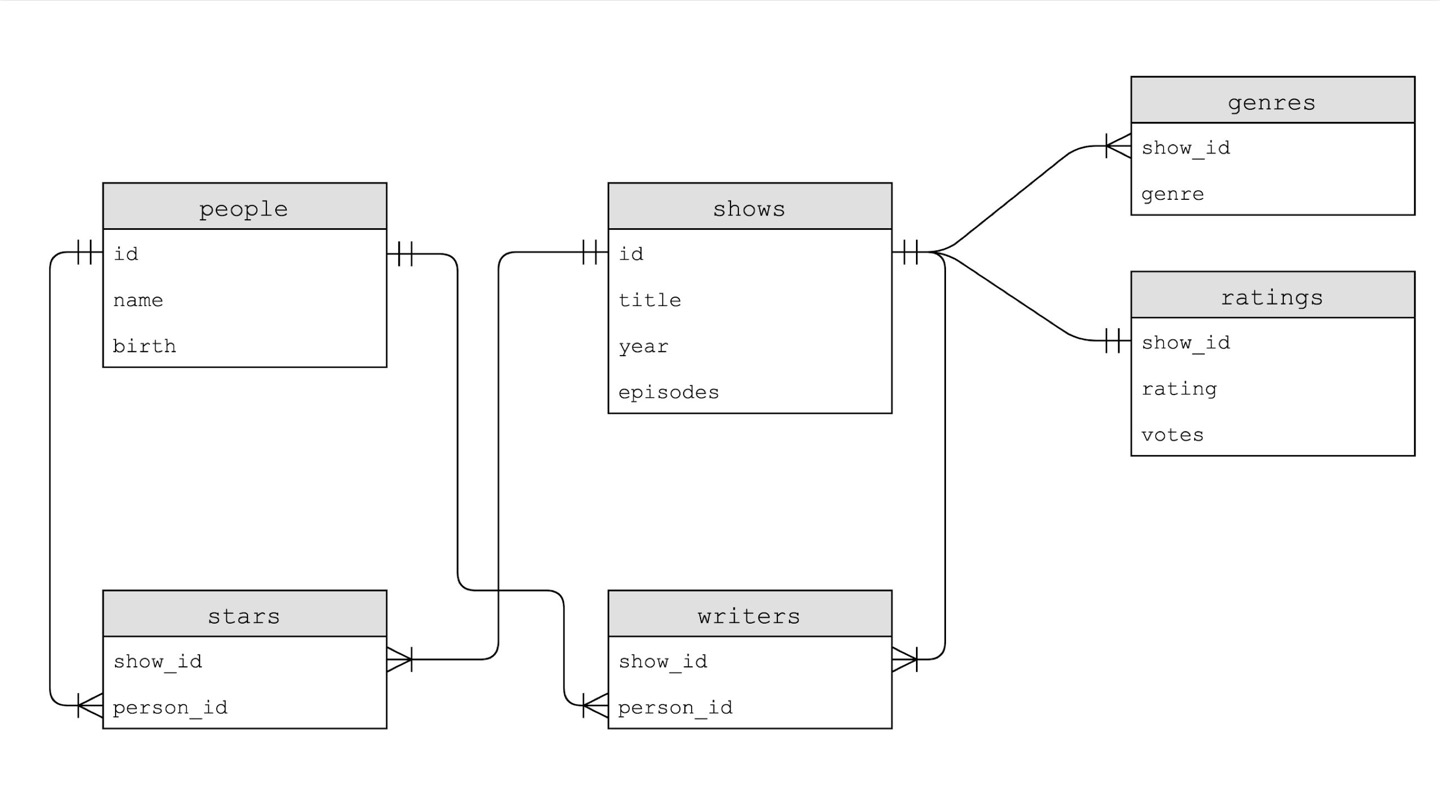 genres
show_id
genre
people
id
name
birth
shows
id
title
year
episodes
ratings
show_id
rating
votes
stars
show_id
person_id
writers
show_id
person_id